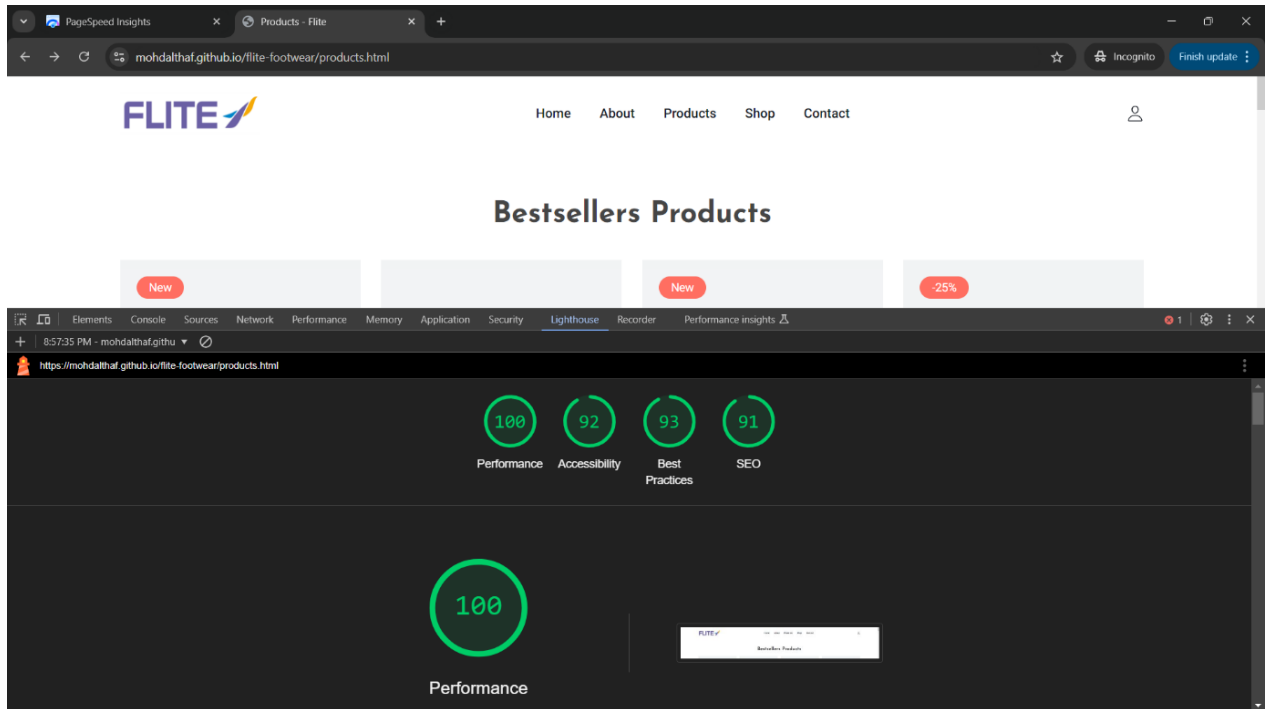 PageSpeed Insights
Products - Flite
mohdalthaf.github.io/flite-footwear/products.html
Incognito
Finish update
FLITE
Home About Products Shop Contact
Bestsellers Products
New New -25%
Elements Console Sources Network Performance Memory Application Security Lighthouse Recorder Performance insights 1
8:57:35 PM - mohdalthaf.githu
https://mohdalthaf.github.io/flite-footwear/products.html
100 92 93 91
Performance Accessibility Best Practices SEO
100
FLITE
Bestsellers Products
Performance